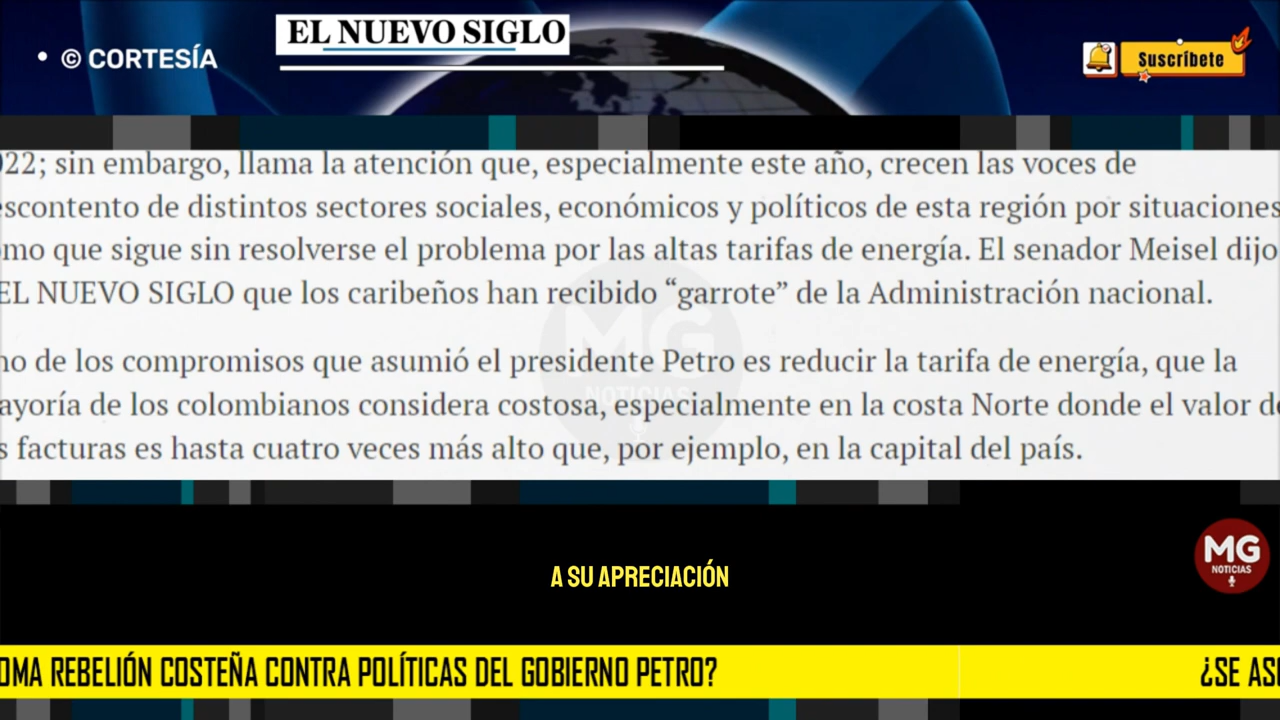 • © CORTESÍA
EL NUEVO SIGLO
Suscríbete
022; sin embargo, llama la atención que, especialmente este año, crecen las voces de
escontento de distintos sectores sociales, económicos y políticos de esta región por situaciones
omo que sigue sin resolverse el problema por las altas tarifas de energía. El senador Meisel dijo
EL NUEVO SIGLO que los caribeños han recibido “garrote” de la Administración nacional.
no de los compromisos que asumió el presidente Petro es reducir la tarifa de energía, que la
ayoría de los colombianos considera costosa, especialmente en la costa Norte donde el valor de
s facturas es hasta cuatro veces más alto que, por ejemplo, en la capital del país.
MG
NOTICIAS
A SU APRECIACIÓN
MG
NOTICIAS
OMA REBELIÓN COSTEÑA CONTRA POLÍTICAS DEL GOBIERNO PETRO?
¿SE ASO